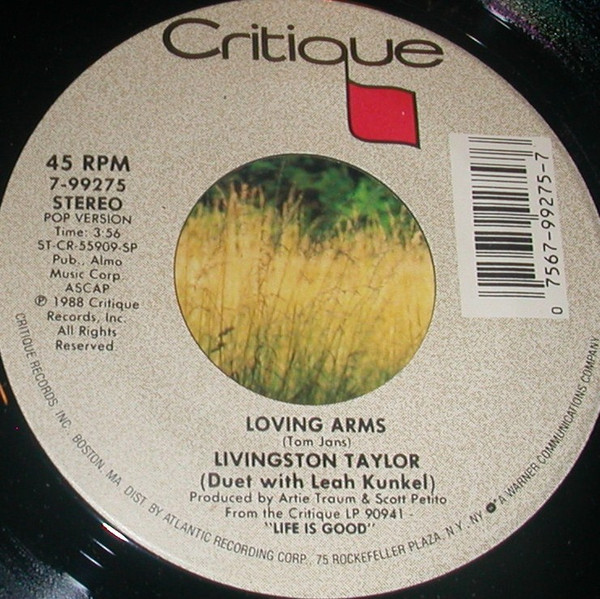 Critique
45 RPM
7-99275
STEREO
POP VERSION
Time: 3:56
ST-CR-55909-SP
Pub., Almo
Music Corp.
ASCAP
℗ 1988 Critique
Records, Inc.
All Rights
Reserved
0 7567-99275-7
LOVING ARMS
(Tom Jans)
LIVINGSTON TAYLOR
(Duet with Leah Kunkel)
Produced by Artie Traum & Scott Petito
From the Critique LP 90941 -
"LIFE IS GOOD"
CRITIQUE RECORDS, INC. BOSTON, MA DIST. BY ATLANTIC RECORDING CORP., 75 ROCKEFELLER PLAZA, N.Y., NY A WARNER COMMUNICATIONS COMPANY